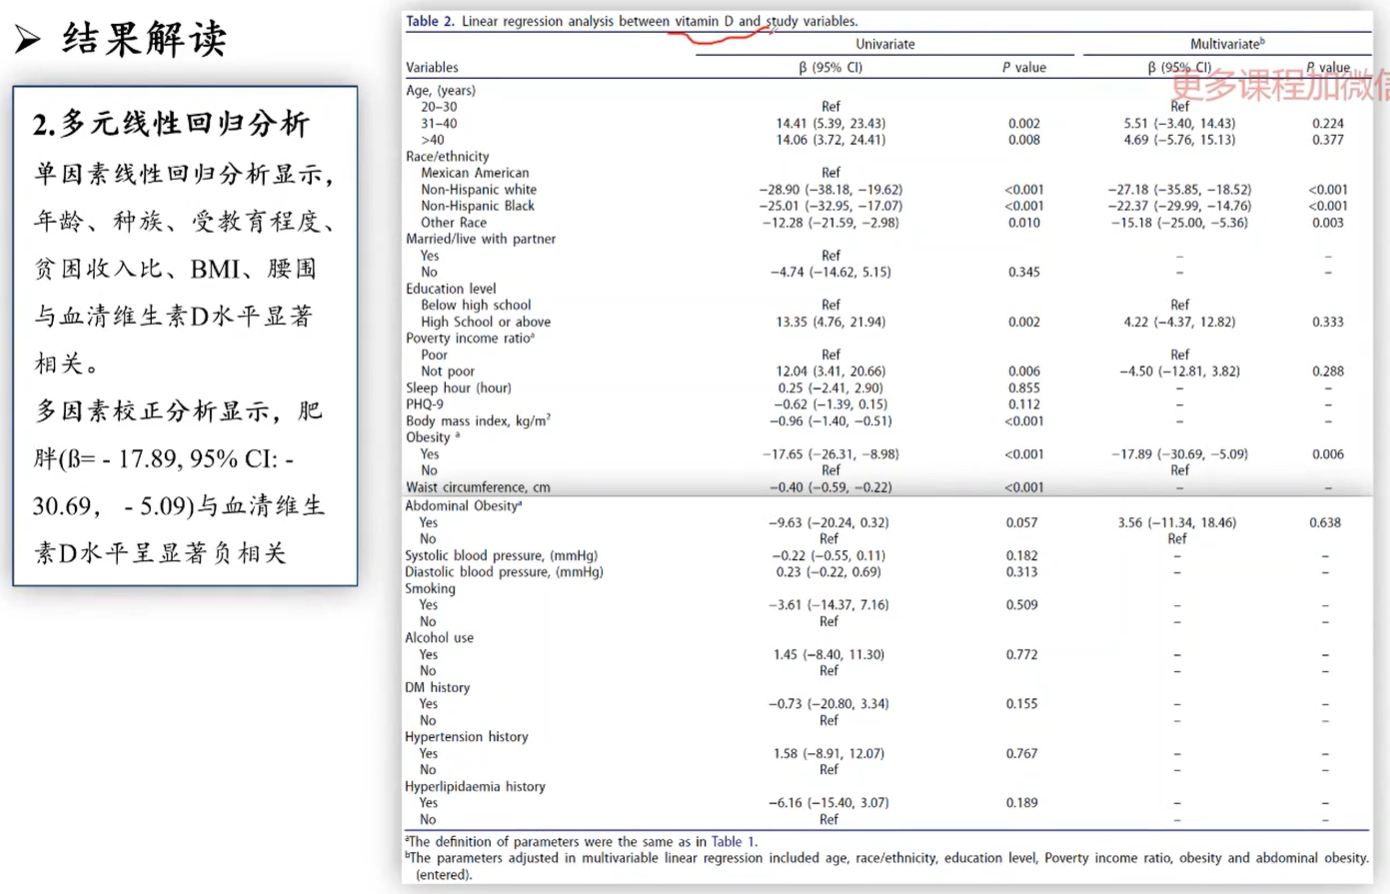 ➢ 结果解读
2.多元线性回归分析
单因素线性回归分析显示，
年龄、种族、受教育程度、
贫困收入比、BMI、腰围
与血清维生素D水平显著
相关。
多因素校正分析显示，肥
胖(ß= - 17.89, 95% CI: -
30.69， - 5.09)与血清维生
素D水平呈显著负相关
Table 2. Linear regression analysis between vitamin D and study variables.
Univariate Multivariateᵇ
Variables β (95% CI) P value β (95% CI) P value
更多课程加微信
Age, (years)
20–30 Ref Ref
31–40 14.41 (5.39, 23.43) 0.002 5.51 (−3.40, 14.43) 0.224
>40 14.06 (3.72, 24.41) 0.008 4.69 (−5.76, 15.13) 0.377
Race/ethnicity
Mexican American Ref
Non-Hispanic white −28.90 (−38.18, −19.62) <0.001 −27.18 (−35.85, −18.52) <0.001
Non-Hispanic Black −25.01 (−32.95, −17.07) <0.001 −22.37 (−29.99, −14.76) <0.001
Other Race −12.28 (−21.59, −2.98) 0.010 −15.18 (−25.00, −5.36) 0.003
Married/live with partner
Yes Ref – –
No −4.74 (−14.62, 5.15) 0.345 – –
Education level
Below high school Ref Ref
High School or above 13.35 (4.76, 21.94) 0.002 4.22 (−4.37, 12.82) 0.333
Poverty income ratioᵃ
Poor Ref Ref
Not poor 12.04 (3.41, 20.66) 0.006 −4.50 (−12.81, 3.82) 0.288
Sleep hour (hour) 0.25 (−2.41, 2.90) 0.855 – –
PHQ-9 −0.62 (−1.39, 0.15) 0.112 – –
Body mass index, kg/m² −0.96 (−1.40, −0.51) <0.001 – –
Obesity ᵃ
Yes −17.65 (−26.31, −8.98) <0.001 −17.89 (−30.69, −5.09) 0.006
No Ref Ref
Waist circumference, cm −0.40 (−0.59, −0.22) <0.001 – –
Abdominal Obesityᵃ
Yes −9.63 (−20.24, 0.32) 0.057 3.56 (−11.34, 18.46) 0.638
No Ref Ref
Systolic blood pressure, (mmHg) −0.22 (−0.55, 0.11) 0.182 – –
Diastolic blood pressure, (mmHg) 0.23 (−0.22, 0.69) 0.313 – –
Smoking
Yes −3.61 (−14.37, 7.16) 0.509 – –
No Ref – –
Alcohol use
Yes 1.45 (−8.40, 11.30) 0.772 – –
No Ref – –
DM history
Yes −0.73 (−20.80, 3.34) 0.155 – –
No Ref – –
Hypertension history
Yes 1.58 (−8.91, 12.07) 0.767 – –
No Ref – –
Hyperlipidaemia history
Yes −6.16 (−15.40, 3.07) 0.189 – –
No Ref – –
ᵃThe definition of parameters were the same as in Table 1.
ᵇThe parameters adjusted in multivariable linear regression included age, race/ethnicity, education level, Poverty income ratio, obesity and abdominal obesity.
(entered).